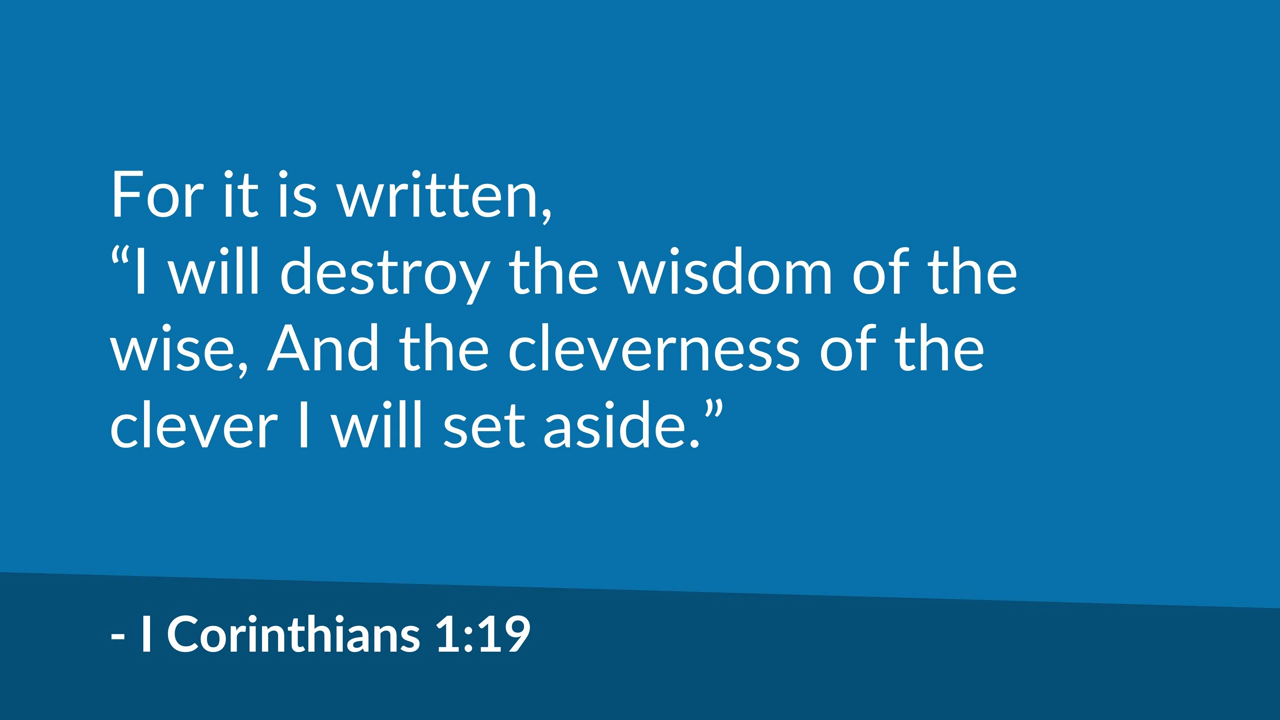 For it is written,
“I will destroy the wisdom of the
wise, And the cleverness of the
clever I will set aside.”
- I Corinthians 1:19